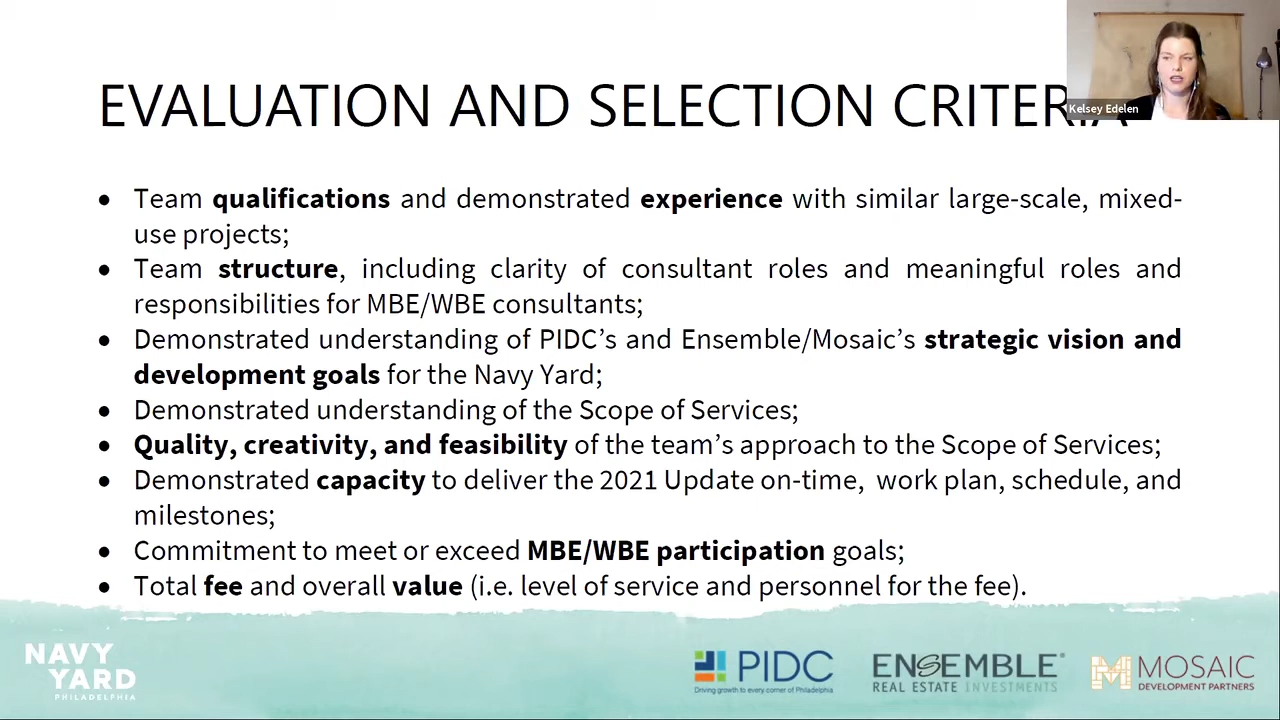 EVALUATION AND SELECTION CRITERIA
Kelsey Edelen
• Team qualifications and demonstrated experience with similar large-scale, mixed-
use projects;
• Team structure, including clarity of consultant roles and meaningful roles and
responsibilities for MBE/WBE consultants;
• Demonstrated understanding of PIDC’s and Ensemble/Mosaic’s strategic vision and
development goals for the Navy Yard;
• Demonstrated understanding of the Scope of Services;
• Quality, creativity, and feasibility of the team’s approach to the Scope of Services;
• Demonstrated capacity to deliver the 2021 Update on-time, work plan, schedule, and
milestones;
• Commitment to meet or exceed MBE/WBE participation goals;
• Total fee and overall value (i.e. level of service and personnel for the fee).
NAVY
YARD
PHILADELPHIA
PIDC
Driving growth to every corner of Philadelphia
ENSEMBLE®
REAL ESTATE INVESTMENTS
MOSAIC
DEVELOPMENT PARTNERS